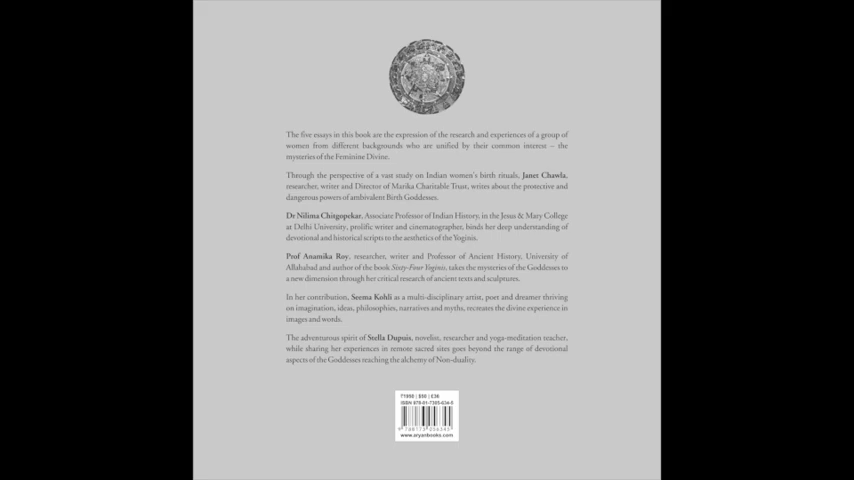 The five essays in this book are the expression of the research and experiences of a group of
women from different backgrounds who are unified by their common interest – the
mysteries of the Feminine Divine.
Through the perspective of a vast study on Indian women's birth rituals, Janet Chawla,
researcher, writer and Director of Marika Charitable Trust, writes about the protective and
dangerous powers of ambivalent Birth Goddesses.
Dr Nilima Chitgopekar, Associate Professor of Indian History, in the Jesus & Mary College
at Delhi University, prolific writer and cinematographer, binds her deep understanding of
devotional and historical scripts to the aesthetics of the Yoginis.
Prof Anamika Roy, researcher, writer and Professor of Ancient History, University of
Allahabad and author of the book Sixty-Four Yoginis, takes the mysteries of the Goddesses to
a new dimension through her critical research of ancient texts and sculptures.
In her contribution, Seema Kohli as a multi-disciplinary artist, poet and dreamer thriving
on imagination, ideas, philosophies, narratives and myths, recreates the divine experience in
images and words.
The adventurous spirit of Stella Dupuis, novelist, researcher and yoga-meditation teacher,
while sharing her experiences in remote sacred sites goes beyond the range of devotional
aspects of the Goddesses reaching the alchemy of Non-duality.
ISBN 978-81-7305-634-5
9 788173 056345
www.aryanbooks.com